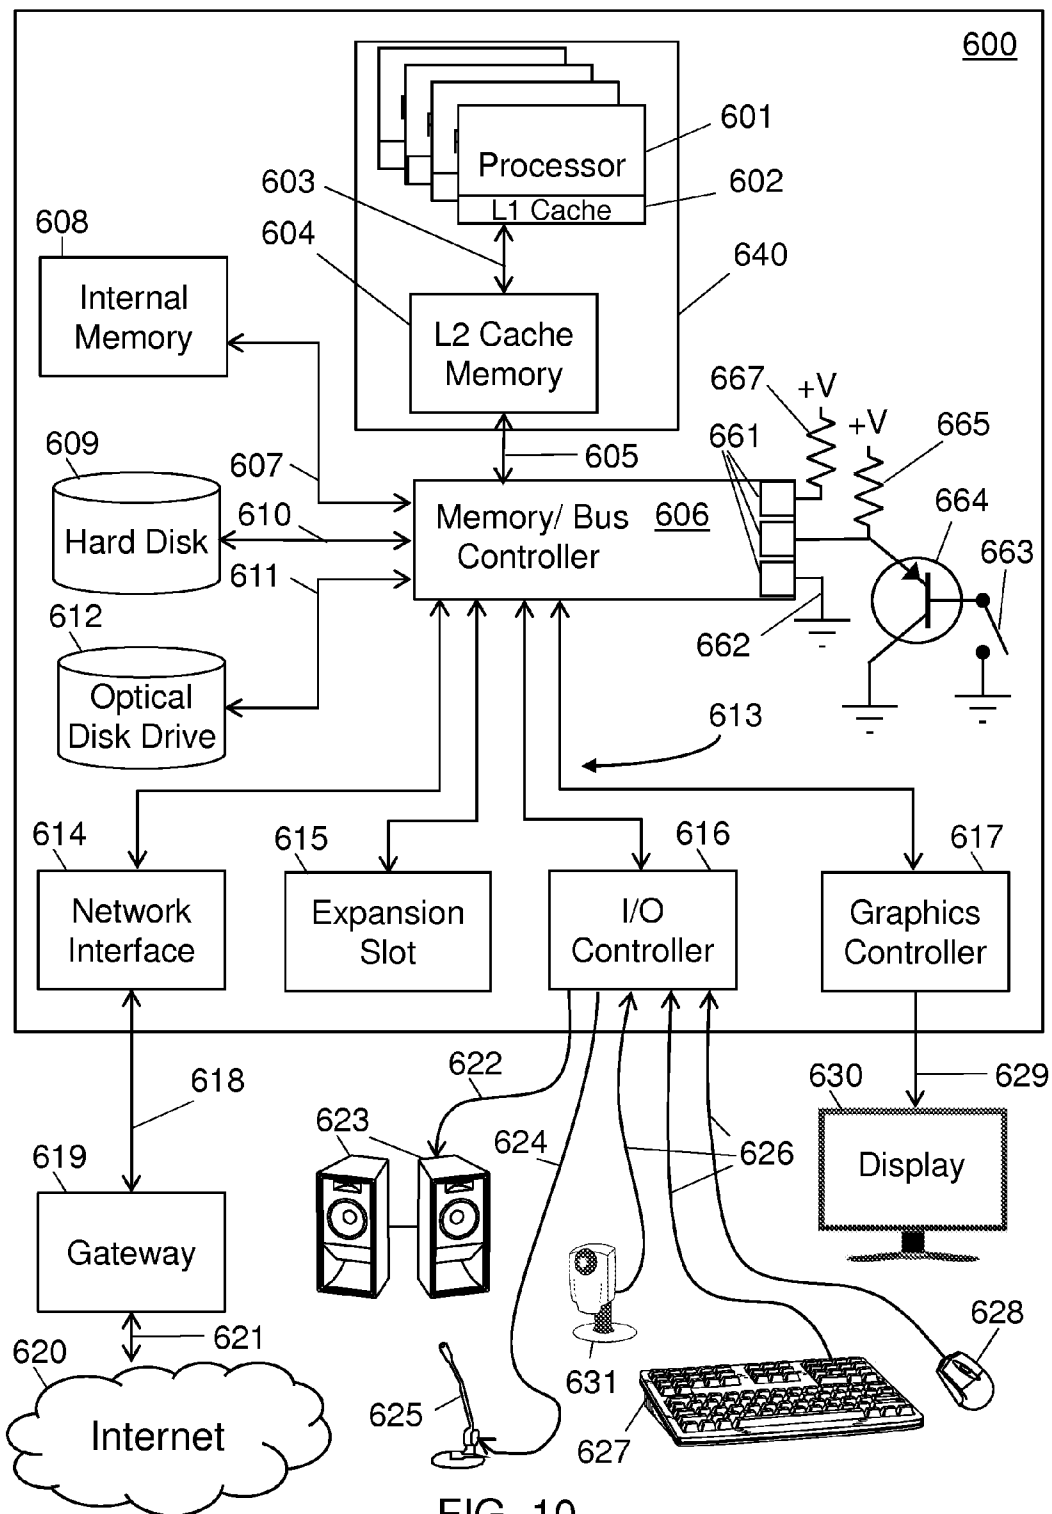 600
601
Processor
602
L1 Cache
603
604
640
608
Internal
Memory
L2 Cache
Memory
667
+V
+V
609
607
605
661
665
Hard Disk
610
Memory/ Bus
Controller
606
664
663
611
612
662
Optical
Disk Drive
613
614
615
616
617
Network
Interface
Expansion
Slot
I/O
Controller
Graphics
Controller
618
622
630
629
623
624
626
619
Display
Gateway
621
620
628
631
625
627
Internet
FIG. 10